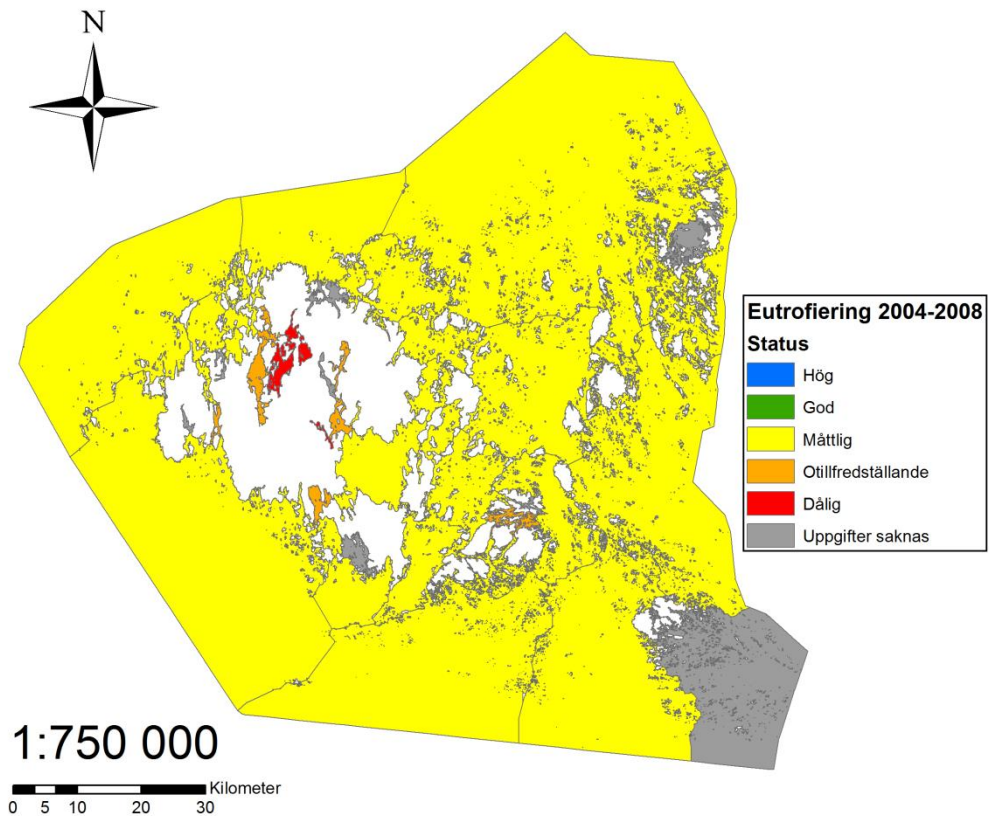 N
Eutrofiering 2004-2008
Status
Hög
God
Måttlig
Otillfredställande
Dålig
Uppgifter saknas
1:750 000
Kilometer
0 5 10 20 30